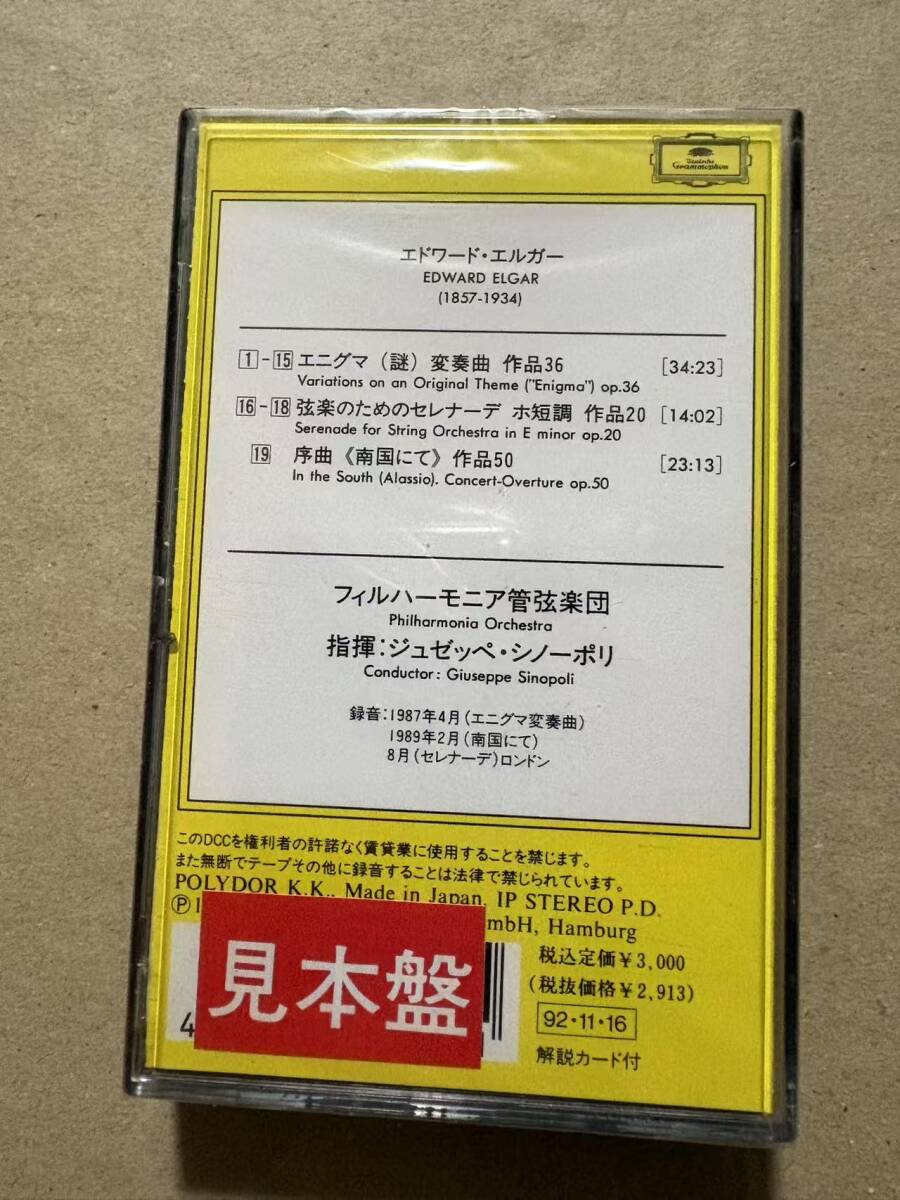 Deutsche
Grammophon
エドワード・エルガー
EDWARD ELGAR
(1857-1934)
1-15 エニグマ（謎）変奏曲 作品36 [34:23]
Variations on an Original Theme ("Enigma") op.36
16-18 弦楽のためのセレナーデ ホ短調 作品20 [14:02]
Serenade for String Orchestra in E minor op.20
19 序曲《南国にて》作品50 [23:13]
In the South (Alassio). Concert-Overture op.50
フィルハーモニア管弦楽団
Philharmonia Orchestra
指揮：ジュゼッペ・シノーポリ
Conductor: Giuseppe Sinopoli
録音：1987年4月（エニグマ変奏曲）
1989年2月（南国にて）
8月（セレナーデ）ロンドン
このDCCを権利者の許諾なく賃貸業に使用することを禁じます。
また無断でテープその他に録音することは法律で禁じられています。
POLYDOR K.K., Made in Japan, IP STEREO P.D.
Ⓟ1 mbH, Hamburg
見本盤
4
税込定価￥3,000
(税抜価格￥2,913)
92・11・16
解説カード付